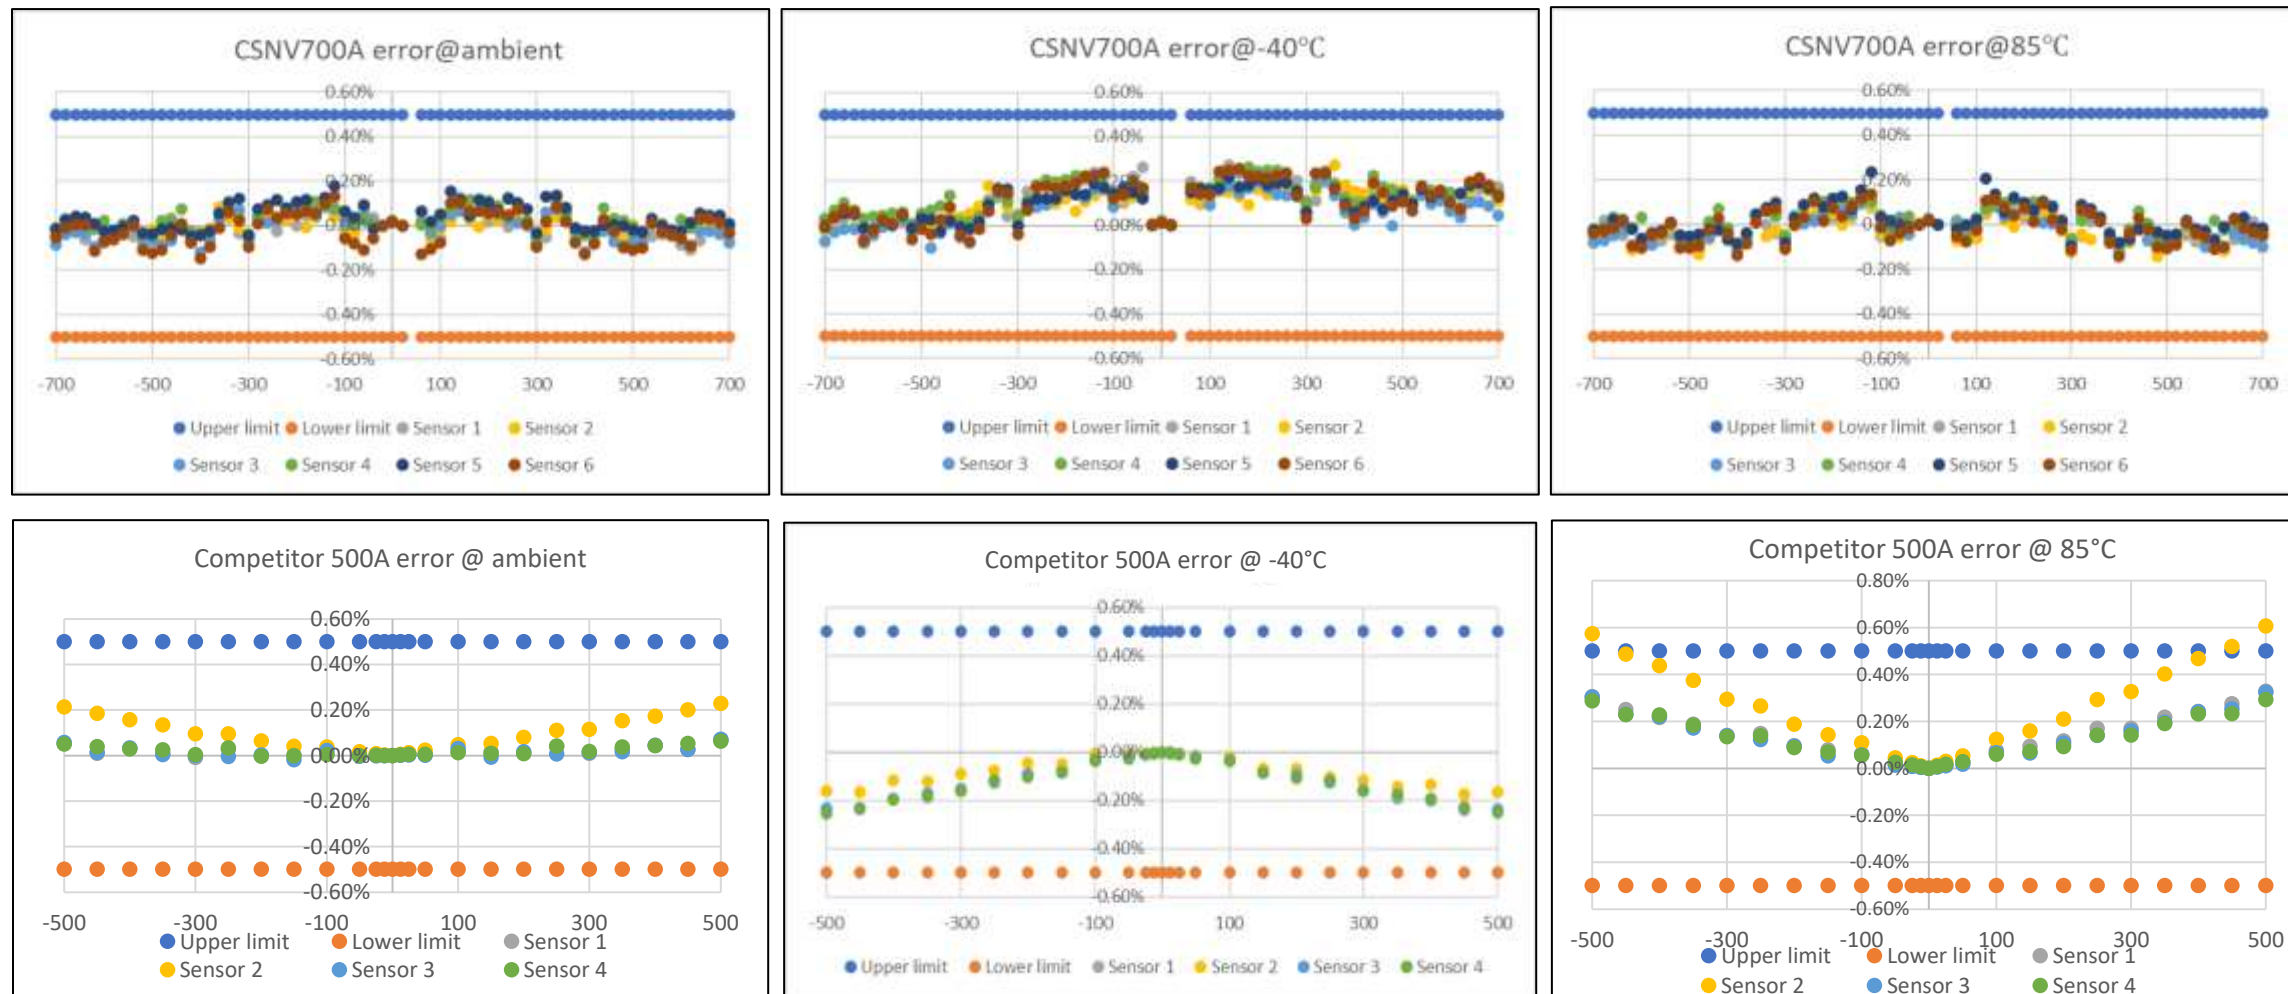 CSNV700A error@ambient
0.60%
0.40%
0.20%
0.00%
-0.20%
-0.40%
-0.60%
-700 -500 -300 -100 100 300 500 700
Upper limit Lower limit Sensor 1 Sensor 2
Sensor 3 Sensor 4 Sensor 5 Sensor 6
CSNV700A error@-40°C
0.60%
0.40%
0.20%
0.00%
-0.20%
-0.40%
-0.60%
-700 -500 -300 -100 100 300 500 700
Upper limit Lower limit Sensor 1 Sensor 2
Sensor 3 Sensor 4 Sensor 5 Sensor 6
CSNV700A error@85°C
0.60%
0.40%
0.20%
0.00%
-0.20%
-0.40%
-0.60%
-700 -500 -300 -100 100 300 500 700
Upper limit Lower limit Sensor 1 Sensor 2
Sensor 3 Sensor 4 Sensor 5 Sensor 6
Competitor 500A error @ ambient
0.60%
0.40%
0.20%
0.00%
-0.20%
-0.40%
-0.60%
-500 -300 -100 100 300 500
Upper limit Lower limit Sensor 1
Sensor 2 Sensor 3 Sensor 4
Competitor 500A error @ -40°C
0.60%
0.40%
0.20%
0.00%
-0.20%
-0.40%
-0.60%
-500 -300 -100 100 300 500
Upper limit Lower limit Sensor 1 Sensor 2 Sensor 3 Sensor 4
Competitor 500A error @ 85°C
0.80%
0.60%
0.40%
0.20%
0.00%
-0.20%
-0.40%
-0.60%
-500 -300 -100 100 300 500
Upper limit Lower limit Sensor 1
Sensor 2 Sensor 3 Sensor 4